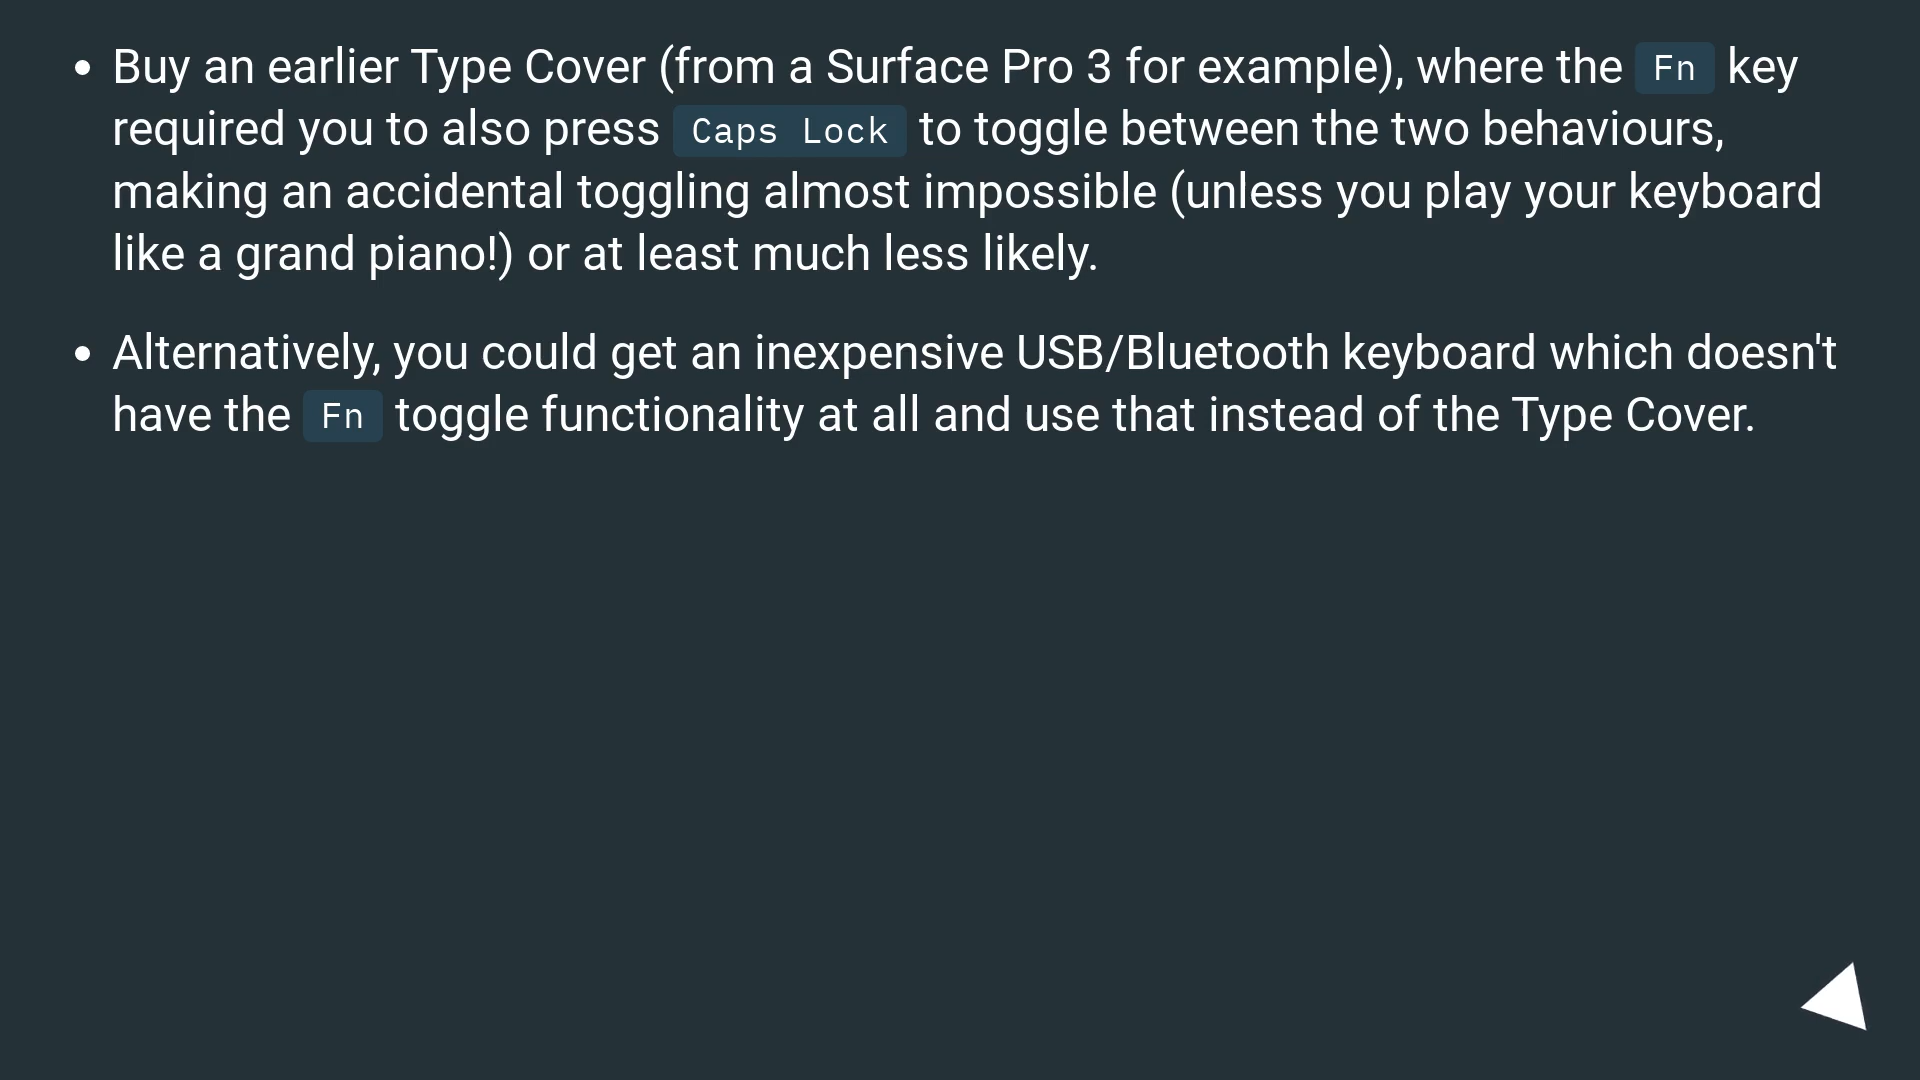 • Buy an earlier Type Cover (from a Surface Pro 3 for example), where the Fn key
required you to also press Caps Lock to toggle between the two behaviours,
making an accidental toggling almost impossible (unless you play your keyboard
like a grand piano!) or at least much less likely.
• Alternatively, you could get an inexpensive USB/Bluetooth keyboard which doesn't
have the Fn toggle functionality at all and use that instead of the Type Cover.